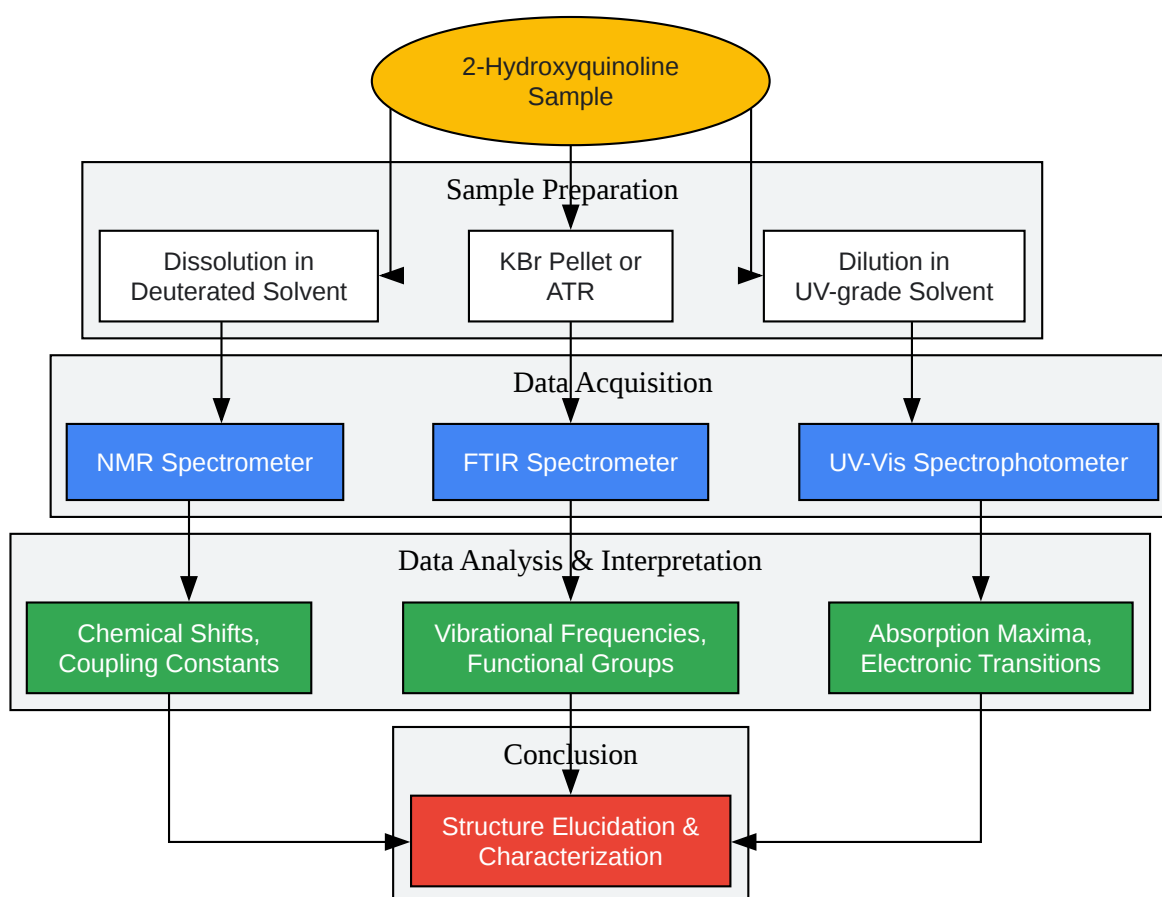 2-Hydroxyquinoline
Sample
Sample Preparation
Dissolution in
Deuterated Solvent
KBr Pellet or
ATR
Dilution in
UV-grade Solvent
Data Acquisition
NMR Spectrometer
FTIR Spectrometer
UV-Vis Spectrophotometer
Data Analysis & Interpretation
Chemical Shifts,
Coupling Constants
Vibrational Frequencies,
Functional Groups
Absorption Maxima,
Electronic Transitions
Conclusion
Structure Elucidation &
Characterization